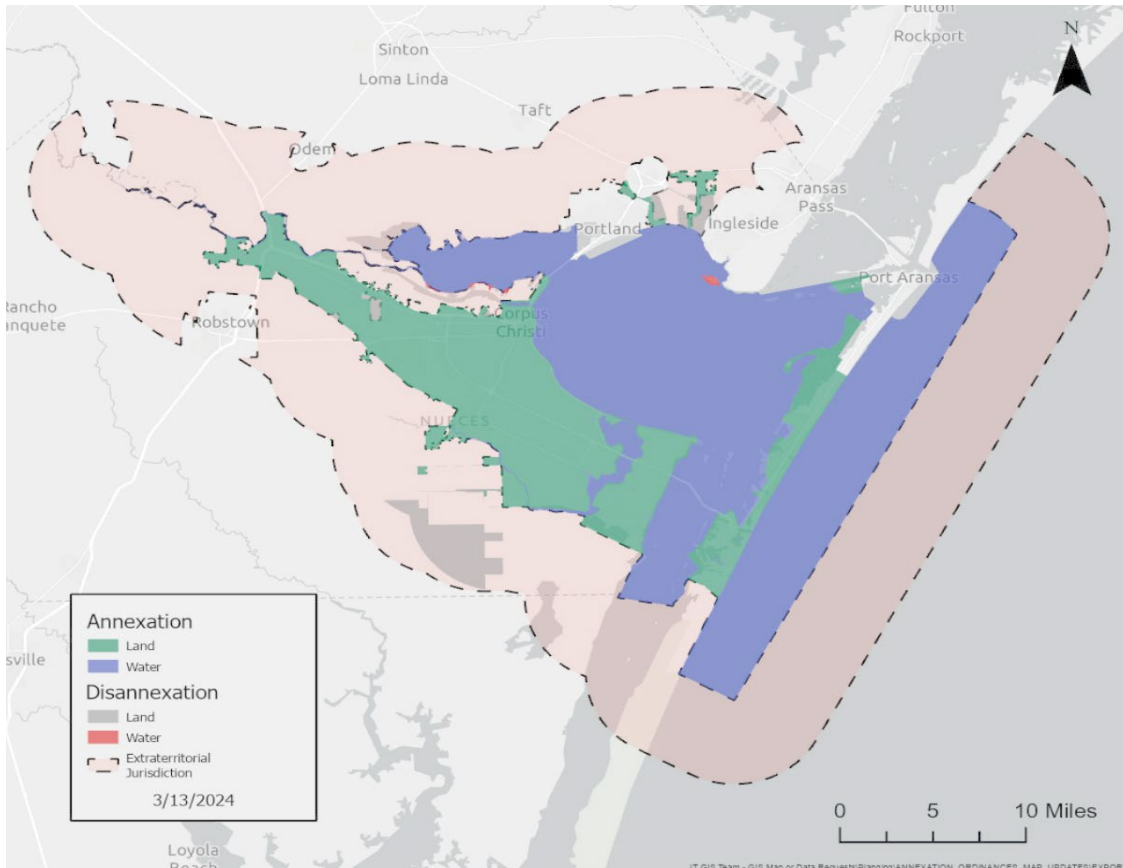 Fulton
Rockport
N
Sinton
Loma Linda
Taft
Odem
Aransas
Pass
Ingleside
Portland
Port Aransas
Rancho
Robstown
Corpus
Christi
NUECES
Annexation
Land
Water
Disannexation
Land
Water
Extraterritorial
Jurisdiction
3/13/2024
0 5 10 Miles
Loyola
Beach